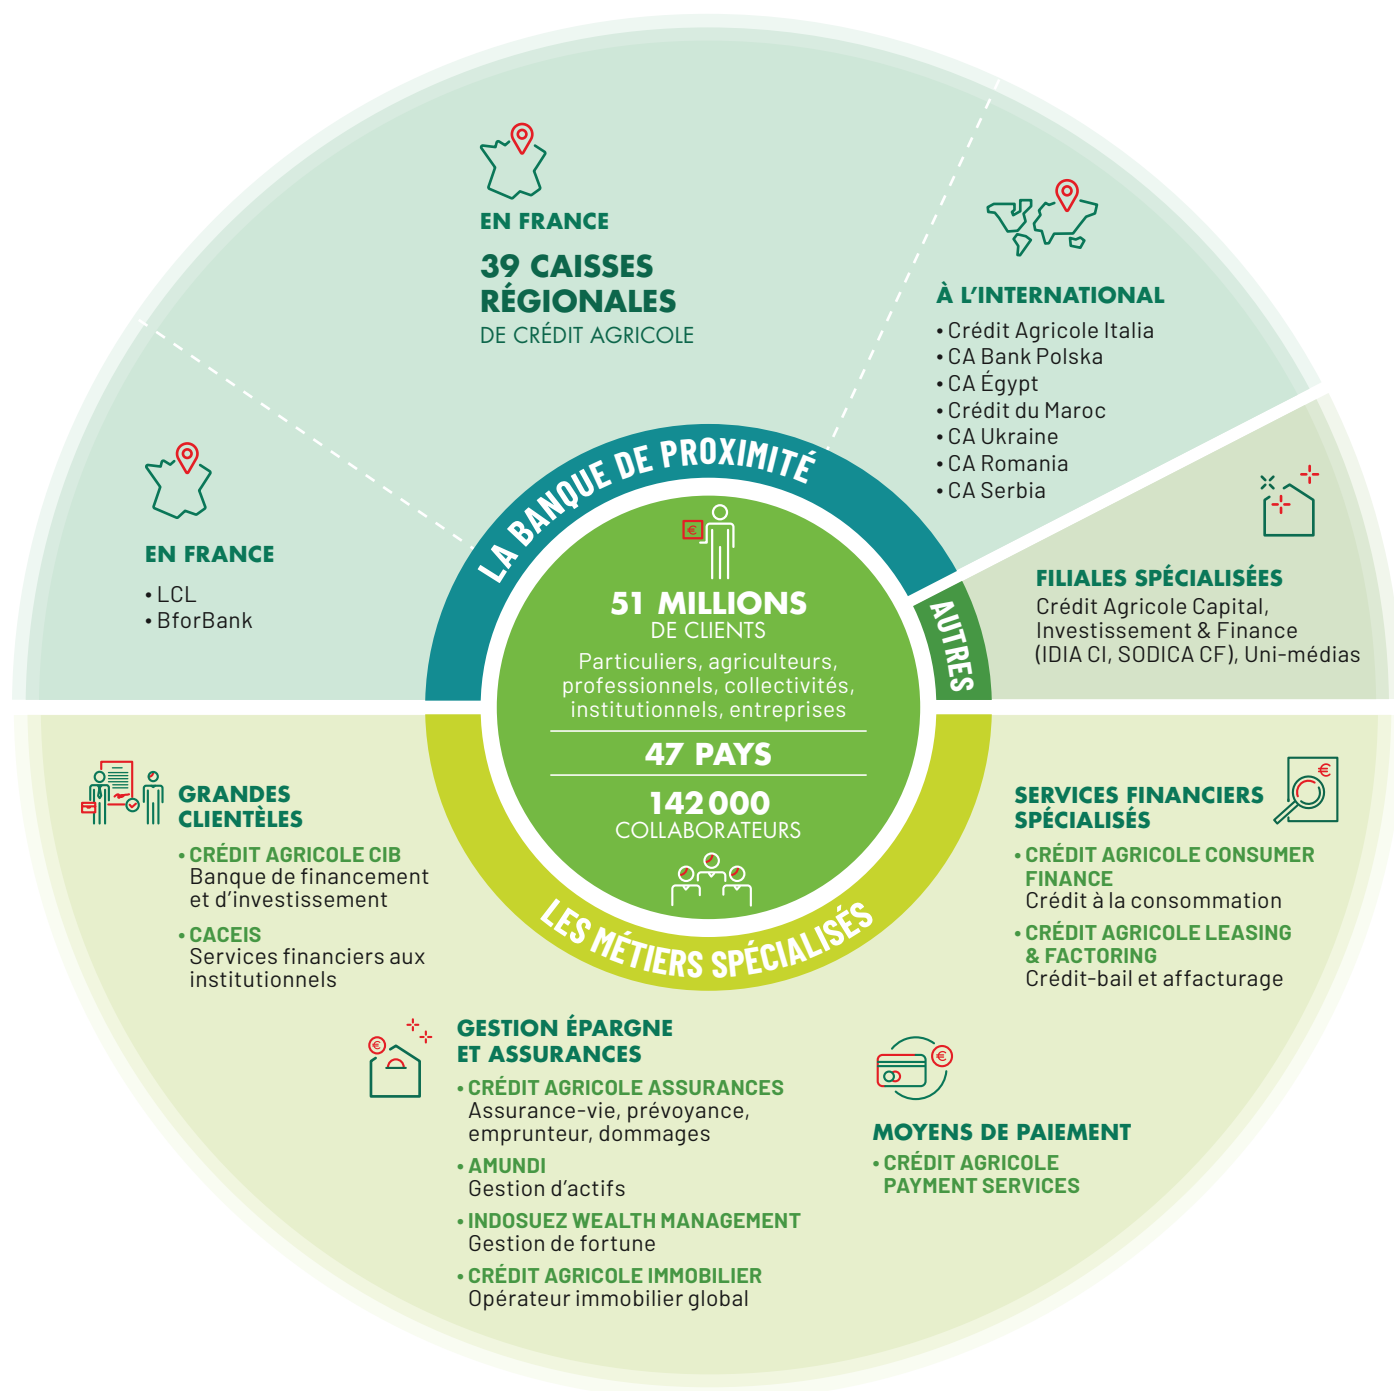 EN FRANCE
39 CAISSES
RÉGIONALES
DE CRÉDIT AGRICOLE
À L’INTERNATIONAL
• Crédit Agricole Italia
• CA Bank Polska
• CA Égypt
• Crédit du Maroc
• CA Ukraine
• CA Romania
• CA Serbia
EN FRANCE
• LCL
• BforBank
LA BANQUE DE PROXIMITÉ
AUTRES
FILIALES SPÉCIALISÉES
Crédit Agricole Capital,
Investissement & Finance
(IDIA CI, SODICA CF), Uni-médias
€
51 MILLIONS
DE CLIENTS
Particuliers, agriculteurs,
professionnels, collectivités,
institutionnels, entreprises
47 PAYS
142 000
COLLABORATEURS
LES MÉTIERS SPÉCIALISÉS
GRANDES
CLIENTÈLES
• CRÉDIT AGRICOLE CIB
Banque de financement
et d’investissement
• CACEIS
Services financiers aux
institutionnels
€
SERVICES FINANCIERS
SPÉCIALISÉS
• CRÉDIT AGRICOLE CONSUMER
FINANCE
Crédit à la consommation
• CRÉDIT AGRICOLE LEASING
& FACTORING
Crédit-bail et affacturage
€
GESTION ÉPARGNE
ET ASSURANCES
• CRÉDIT AGRICOLE ASSURANCES
Assurance-vie, prévoyance,
emprunteur, dommages
• AMUNDI
Gestion d’actifs
• INDOSUEZ WEALTH MANAGEMENT
Gestion de fortune
• CRÉDIT AGRICOLE IMMOBILIER
Opérateur immobilier global
€
MOYENS DE PAIEMENT
• CRÉDIT AGRICOLE
PAYMENT SERVICES